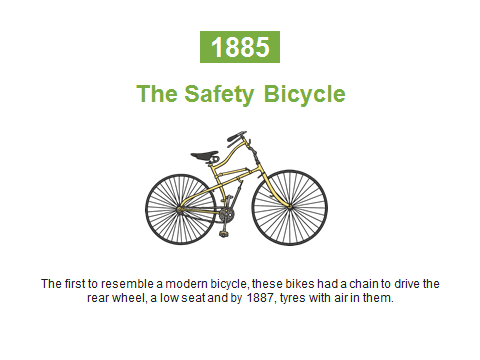 1885
The Safety Bicycle
The first to resemble a modern bicycle, these bikes had a chain to drive the
rear wheel, a low seat and by 1887, tyres with air in them.